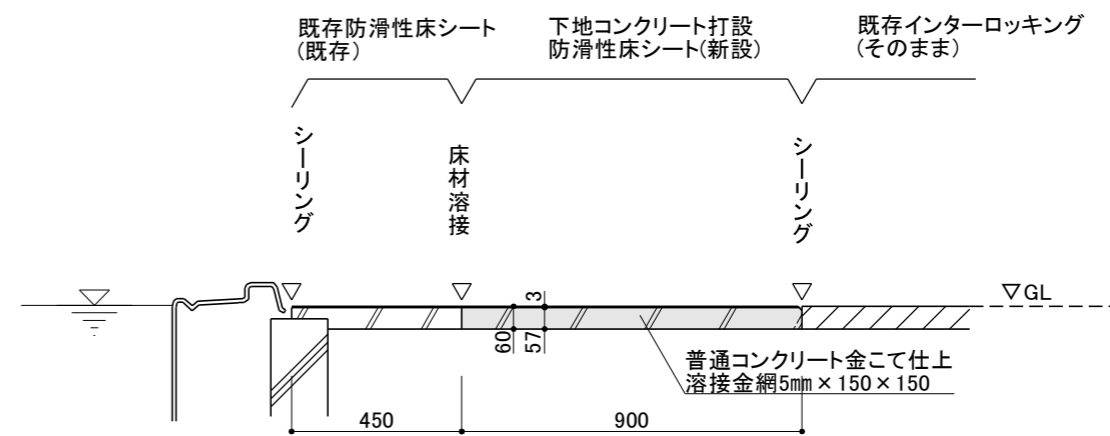 既存防滑性床シート
(既存)
下地コンクリート打設
防滑性床シート(新設)
既存インターロッキング
(そのまま)
シーリング
床材溶接
シーリング
▽GL
3
60
57
普通コンクリート金こて仕上
溶接金網5mm×150×150
450
900